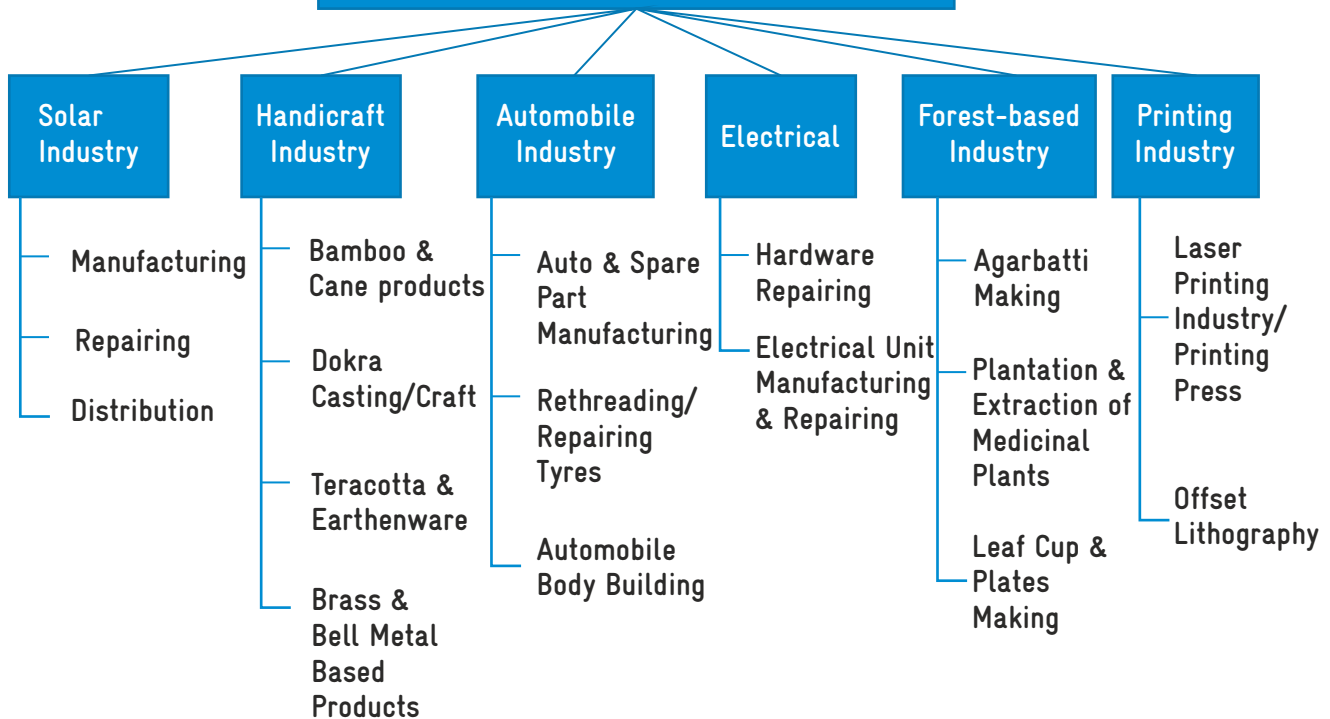 Solar
Industry
Manufacturing
Repairing
Distribution
Handicraft
Industry
Bamboo &
Cane products
Dokra
Casting/Craft
Teracotta &
Earthenware
Brass &
Bell Metal
Based
Products
Automobile
Industry
Auto & Spare
Part
Manufacturing
Rethreading/
Repairing
Tyres
Automobile
Body Building
Electrical
Hardware
Repairing
Electrical Unit
Manufacturing
& Repairing
Forest-based
Industry
Agarbatti
Making
Plantation &
Extraction of
Medicinal
Plants
Leaf Cup &
Plates
Making
Printing
Industry
Laser
Printing
Industry/
Printing
Press
Offset
Lithography